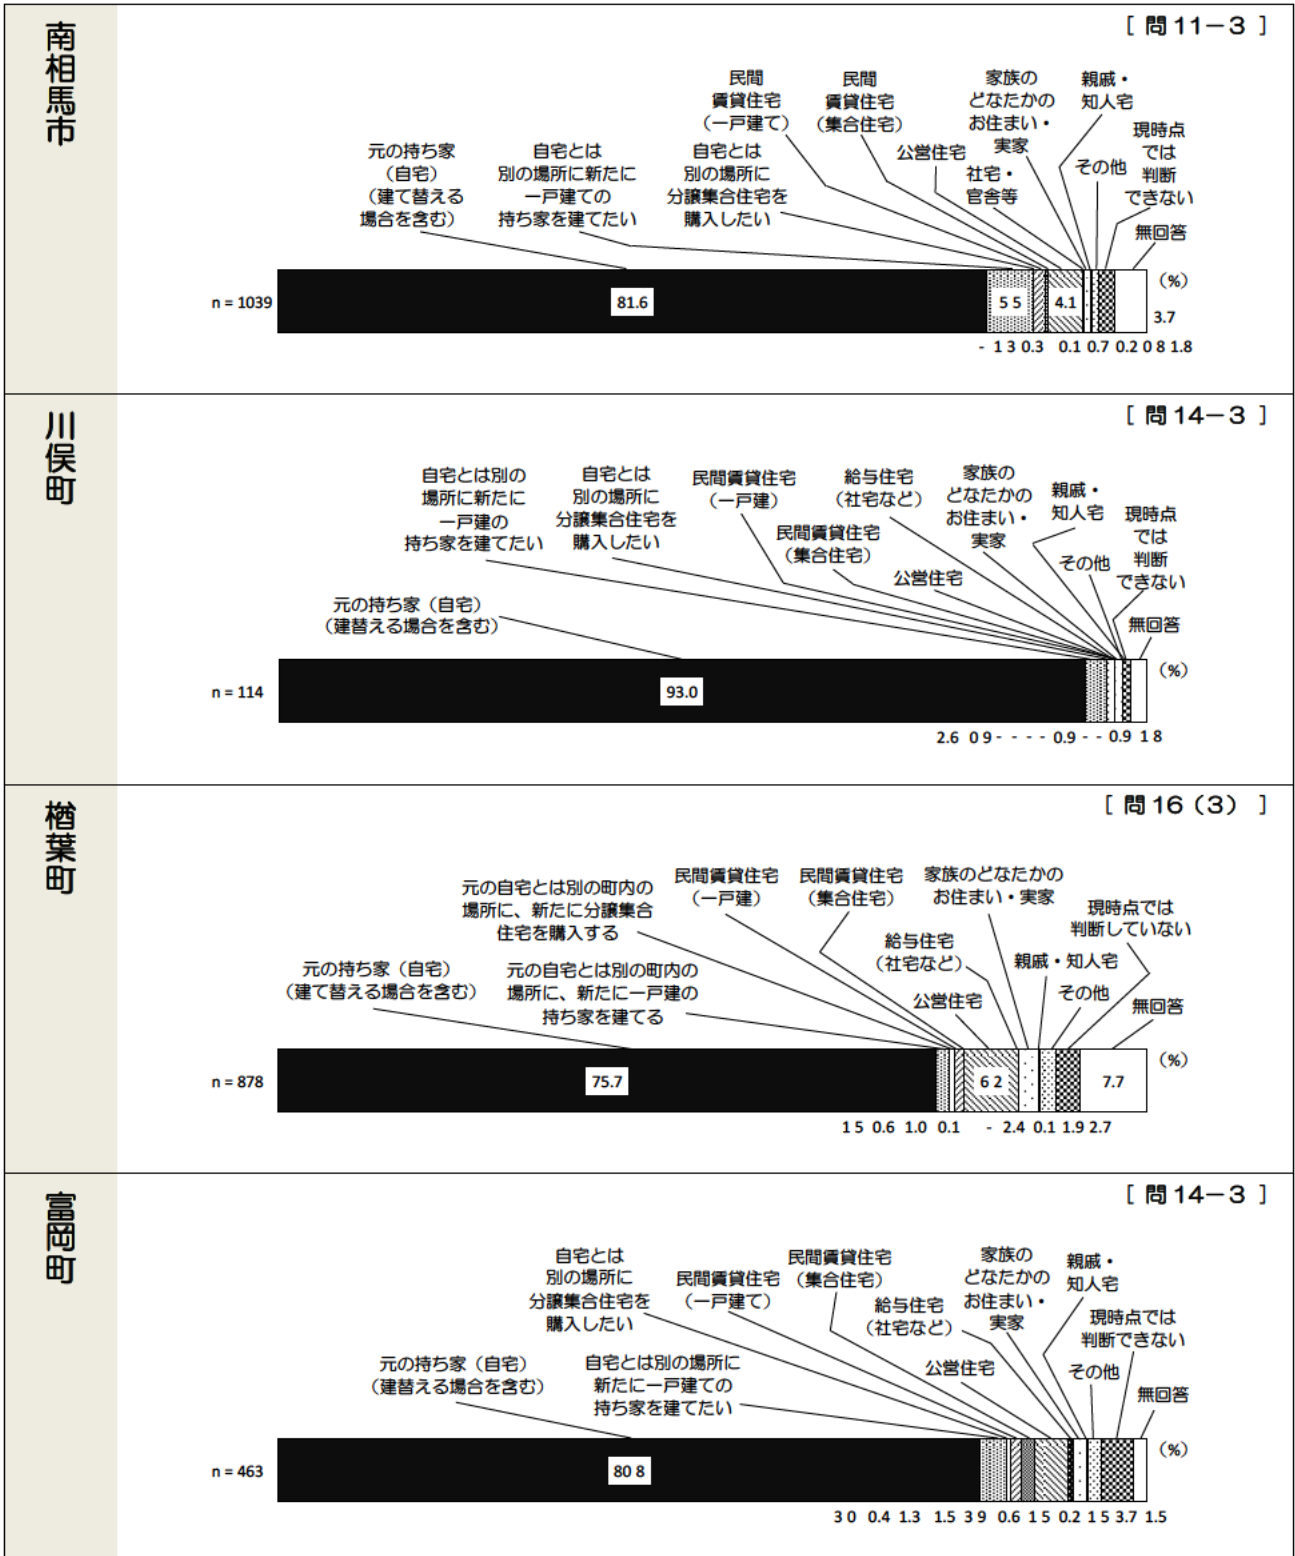 南相馬市
[ 問11－3 ]
民間
賃貸住宅
（一戸建て）
民間
賃貸住宅
（集合住宅）
家族の
どなたかの
お住まい・
実家
親戚・
知人宅
現時点
では
判断
できない
元の持ち家
（自宅）
（建て替える
場合を含む）
自宅とは
別の場所に新たに
一戸建ての
持ち家を建てたい
自宅とは
別の場所に
分譲集合住宅を
購入したい
公営住宅
社宅・
官舎等
その他
無回答
(%)
n = 1039
81.6
5 5
4.1
3.7
- 1 3 0.3 0.1 0.7 0.2 0 8 1.8
川俣町
[ 問14－3 ]
自宅とは別の
場所に新たに
一戸建の
持ち家を建てたい
自宅とは
別の場所に
分譲集合住宅を
購入したい
民間賃貸住宅
（一戸建）
民間賃貸住宅
（集合住宅）
給与住宅
（社宅など）
公営住宅
家族の
どなたかの
お住まい・
実家
親戚・
知人宅
その他
現時点
では
判断
できない
無回答
元の持ち家（自宅）
（建替える場合を含む）
(%)
n = 114
93.0
2.6 0 9 - - - - 0.9 - - 0.9 1 8
楢葉町
[ 問16（3） ]
元の自宅とは別の町内の
場所に、新たに分譲集合
住宅を購入する
民間賃貸住宅
（一戸建）
民間賃貸住宅
（集合住宅）
家族のどなたかの
お住まい・実家
現時点では
判断していない
元の持ち家（自宅）
（建て替える場合を含む）
元の自宅とは別の町内の
場所に、新たに一戸建の
持ち家を建てる
給与住宅
（社宅など）
公営住宅
親戚・知人宅
その他
無回答
(%)
n = 878
75.7
6 2
7.7
1 5 0.6 1.0 0.1 - 2.4 0.1 1.9 2.7
富岡町
[ 問14－3 ]
自宅とは
別の場所に
分譲集合住宅を
購入したい
民間賃貸住宅
（一戸建て）
民間賃貸住宅
（集合住宅）
給与住宅
（社宅など）
家族の
どなたかの
お住まい・
実家
親戚・
知人宅
現時点では
判断できない
元の持ち家（自宅）
（建替える場合を含む）
自宅とは別の場所に
新たに一戸建ての
持ち家を建てたい
公営住宅
その他
無回答
(%)
n = 463
80 8
3 0 0.4 1.3 1.5 3 9 0.6 1 5 0.2 1 5 3.7 1.5